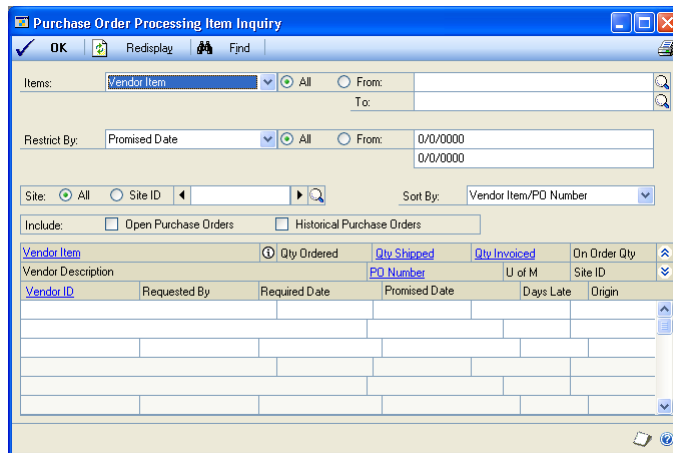 Purchase Order Processing Item Inquiry
OK Redisplay Find
Items: Vendor Item All From:
To:
Restrict By: Promised Date All From: 0/0/0000
0/0/0000
Site: All Site ID Sort By: Vendor Item/PO Number
Include: Open Purchase Orders Historical Purchase Orders
Vendor Item Qty Ordered Qty Shipped Qty Invoiced On Order Qty
Vendor Description PO Number U of M Site ID
Vendor ID Requested By Required Date Promised Date Days Late Origin